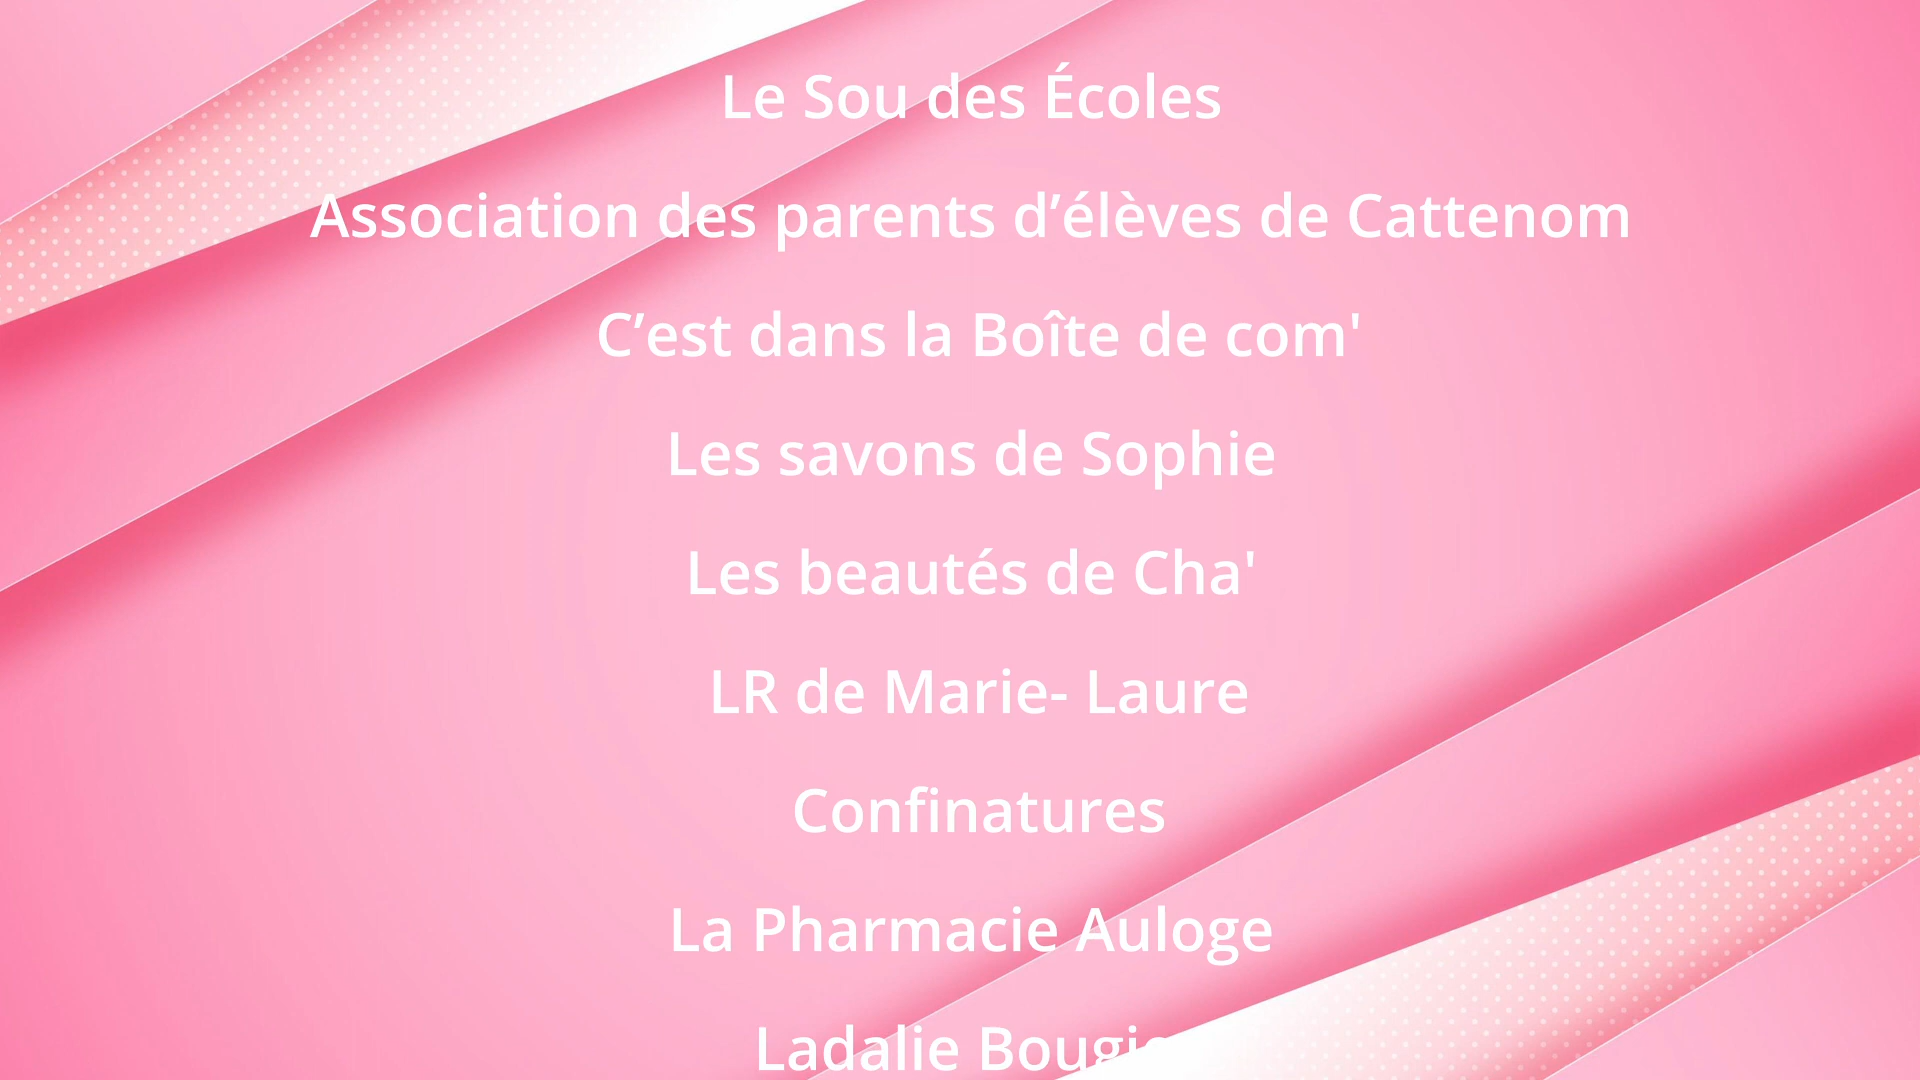 Le Sou des Écoles
Association des parents d’élèves de Cattenom
C’est dans la Boîte de com'
Les savons de Sophie
Les beautés de Cha'
LR de Marie- Laure
Confinatures
La Pharmacie Auloge
Ladalie